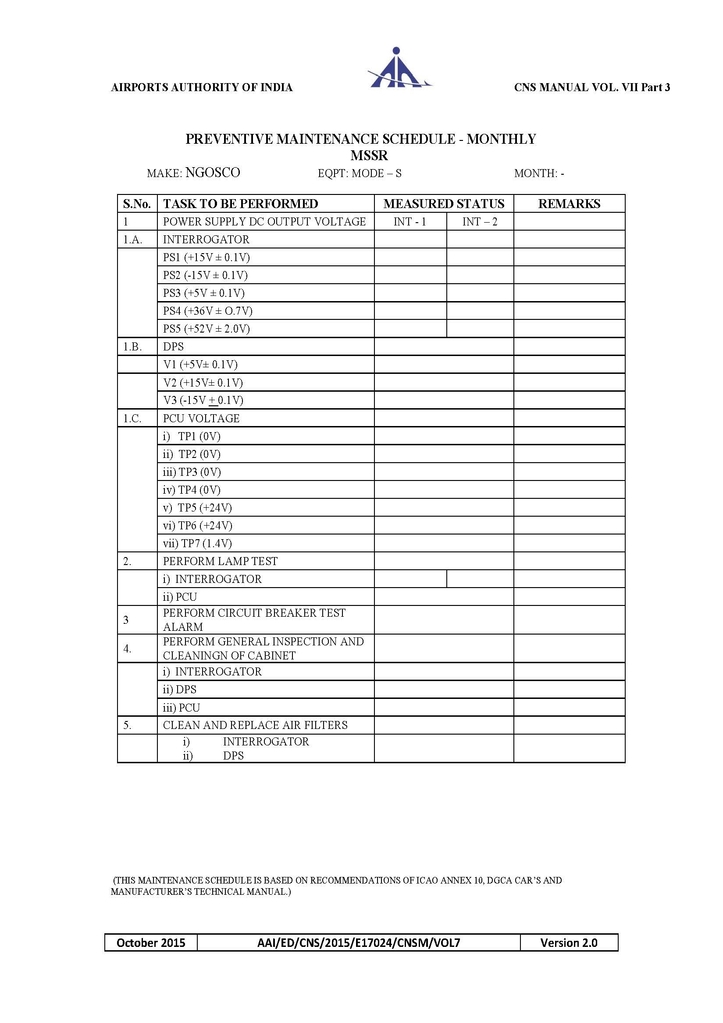 AIRPORTS AUTHORITY OF INDIA
CNS MANUAL VOL. VII Part 3
PREVENTIVE MAINTENANCE SCHEDULE - MONTHLY
MSSR
MAKE: NGOSCO EQPT: MODE – S MONTH: -
S.No. TASK TO BE PERFORMED MEASURED STATUS REMARKS
1 POWER SUPPLY DC OUTPUT VOLTAGE INT - 1 INT – 2
1.A. INTERROGATOR
PS1 (+15V ± 0.1V)
PS2 (-15V ± 0.1V)
PS3 (+5V ± 0.1V)
PS4 (+36V ± O.7V)
PS5 (+52V ± 2.0V)
1.B. DPS
V1 (+5V± 0.1V)
V2 (+15V± 0.1V)
V3 (-15V + 0.1V)
1.C. PCU VOLTAGE
i) TP1 (0V)
ii) TP2 (0V)
iii) TP3 (0V)
iv) TP4 (0V)
v) TP5 (+24V)
vi) TP6 (+24V)
vii) TP7 (1.4V)
2. PERFORM LAMP TEST
i) INTERROGATOR
ii) PCU
3 PERFORM CIRCUIT BREAKER TEST
ALARM
4. PERFORM GENERAL INSPECTION AND
CLEANINGN OF CABINET
i) INTERROGATOR
ii) DPS
iii) PCU
5. CLEAN AND REPLACE AIR FILTERS
i) INTERROGATOR
ii) DPS
(THIS MAINTENANCE SCHEDULE IS BASED ON RECOMMENDATIONS OF ICAO ANNEX 10, DGCA CAR’S AND
MANUFACTURER’S TECHNICAL MANUAL.)
October 2015 AAI/ED/CNS/2015/E17024/CNSM/VOL7 Version 2.0